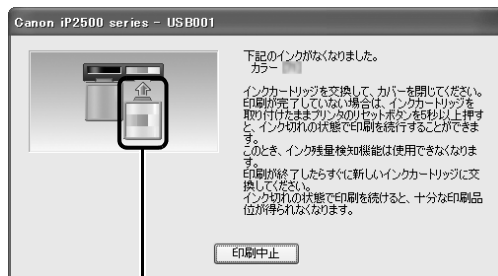 Canon iP2500 series - USB001
下記のインクがなくなりました。
カラー
インクカートリッジを交換して、カバーを閉じてください。
印刷が完了していない場合は、インクカートリッジを
取り付けたままプリンタのリセットボタンを5秒以上押す
と、インク切れの状態で印刷を続行することができま
す。
このとき、インク残量検知機能は使用できなくなりま
す。
印刷が終了したらすぐに新しいインクカートリッジに交
換してください。
インク切れの状態で印刷を続けると、十分な印刷品
位が得られなくなります。
印刷中止